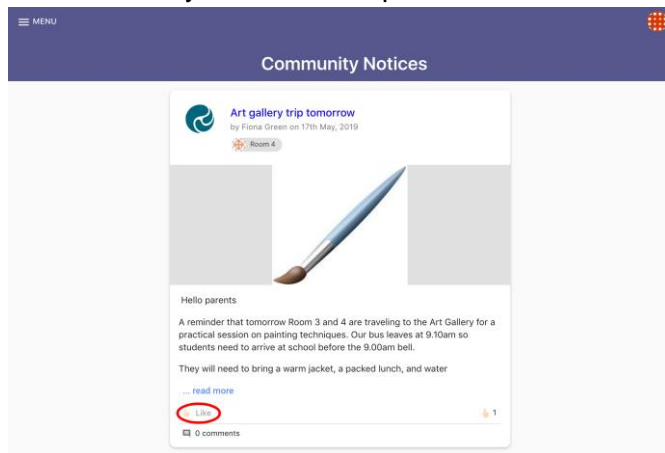 MENU
Community Notices
Art gallery trip tomorrow
by Fiona Green on 17th May, 2019
Room 4
Hello parents
A reminder that tomorrow Room 3 and 4 are traveling to the Art Gallery for a
practical session on painting techniques. Our bus leaves at 9.10am so
students need to arrive at school before the 9.00am bell.
They will need to bring a warm jacket, a packed lunch, and water
... read more
Like
1
0 comments